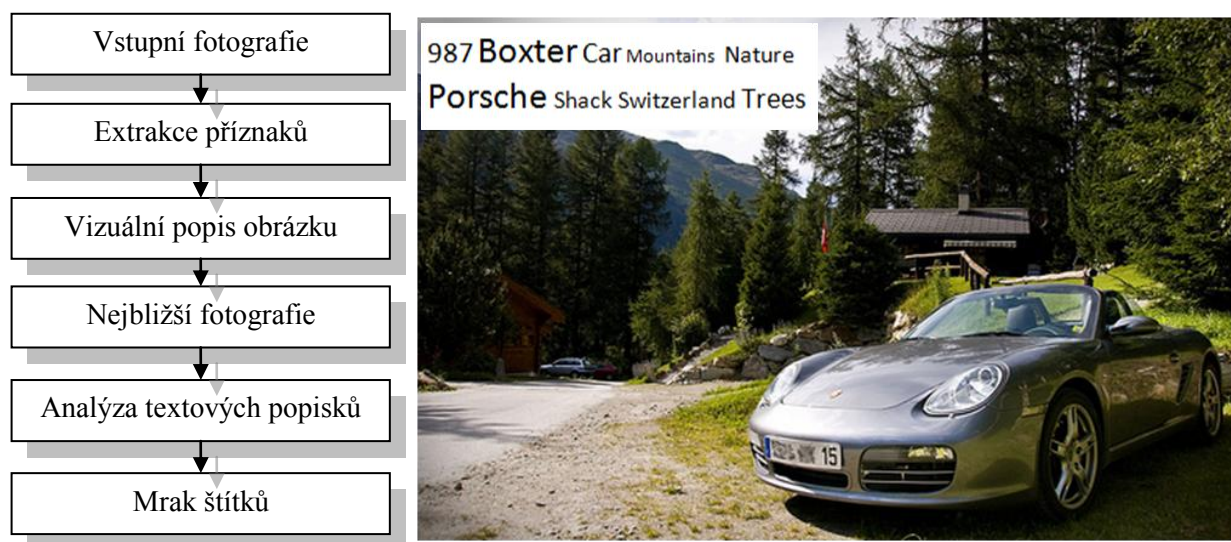 Vstupní fotografie
Extrakce příznaků
Vizuální popis obrázku
Nejbližší fotografie
Analýza textových popisků
Mrak štítků
987 Boxter Car Mountains Nature
Porsche Shack Switzerland Trees
15